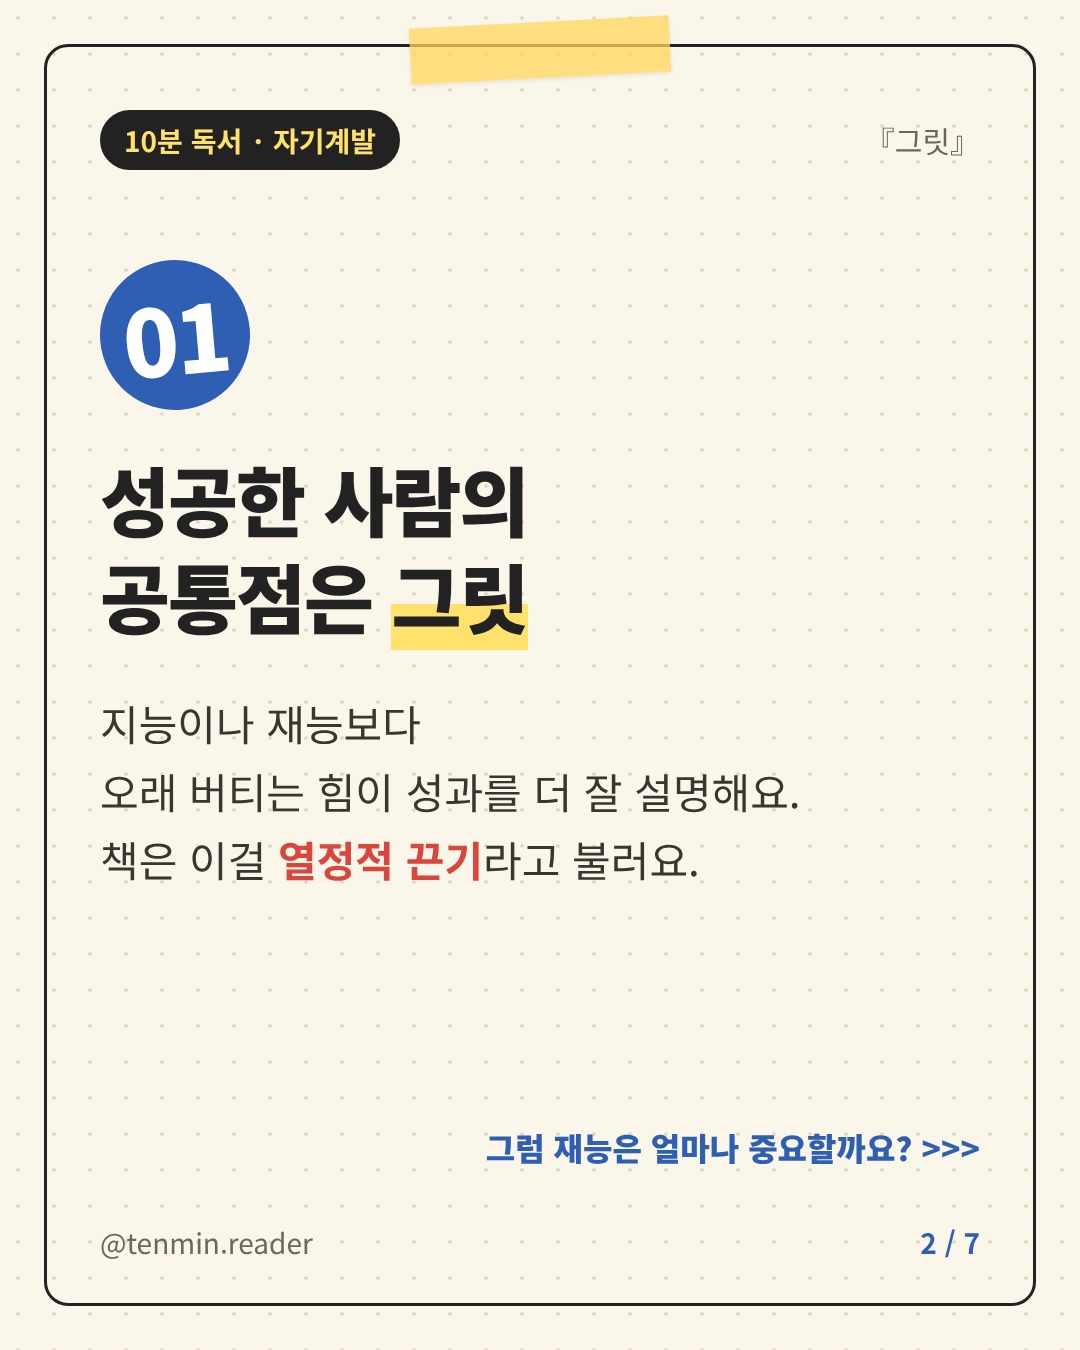 10분 독서 · 자기계발
『그릿』
01
성공한 사람의
공통점은 그릿
지능이나 재능보다
오래 버티는 힘이 성과를 더 잘 설명해요.
책은 이걸 열정적 끈기라고 불러요.
그럼 재능은 얼마나 중요할까요? >>>
@tenmin.reader
2 / 7